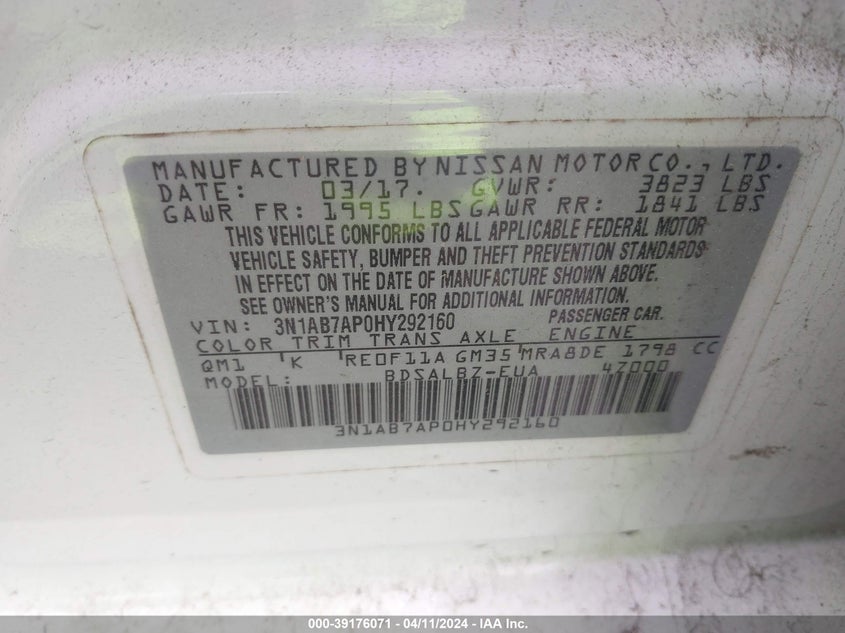 MANUFACTURED BY NISSAN MOTOR CO., LTD.
DATE: 03/17. GVWR: 3823 LBS
GAWR FR: 1995 LBS GAWR RR: 1841 LBS
THIS VEHICLE CONFORMS TO ALL APPLICABLE FEDERAL MOTOR
VEHICLE SAFETY, BUMPER AND THEFT PREVENTION STANDARDS
IN EFFECT ON THE DATE OF MANUFACTURE SHOWN ABOVE.
SEE OWNER'S MANUAL FOR ADDITIONAL INFORMATION.
VIN: 3N1AB7AP0HY292160 PASSENGER CAR.
COLOR TRIM TRANS AXLE ENGINE
QM1 K RE0F11A GM35 MRA8DE 1798 CC
MODEL: BDSALBZ-EUA 47000
3N1AB7AP0HY292160
000-39176071 - 04/11/2024 - IAA Inc.